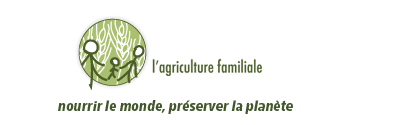 l'agriculture familiale
nourrir le monde, préserver la planète